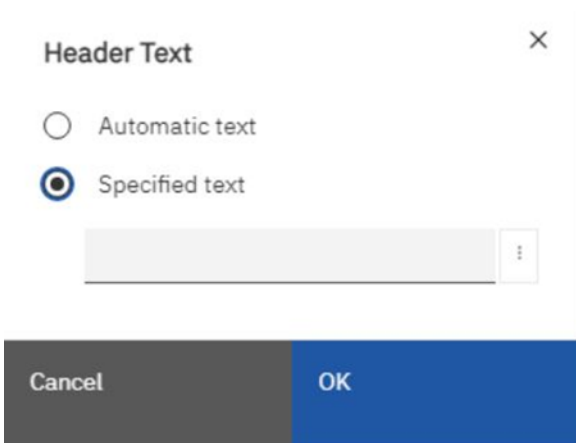 Header Text
Automatic text
Specified text
Cancel
OK